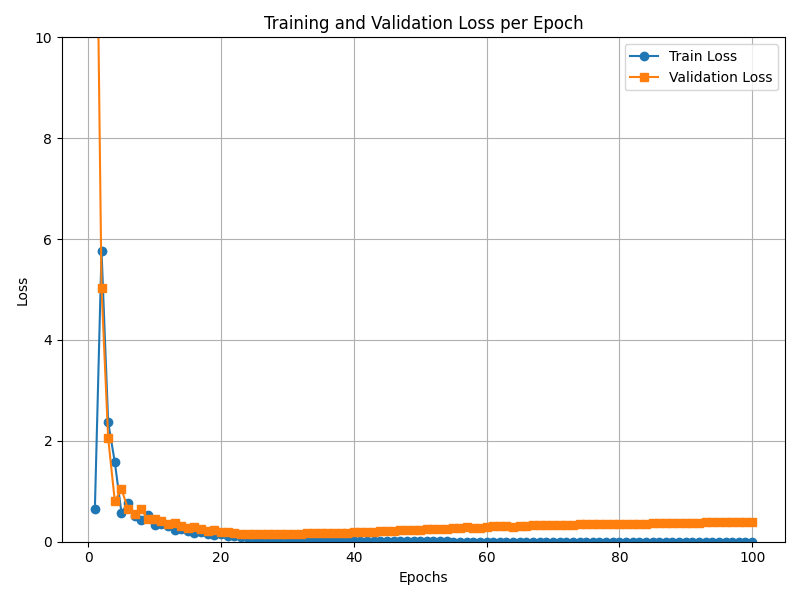 Training and Validation Loss per Epoch
10
8
6
4
2
0
Loss
Train Loss
Validation Loss
0 20 40 60 80 100
Epochs